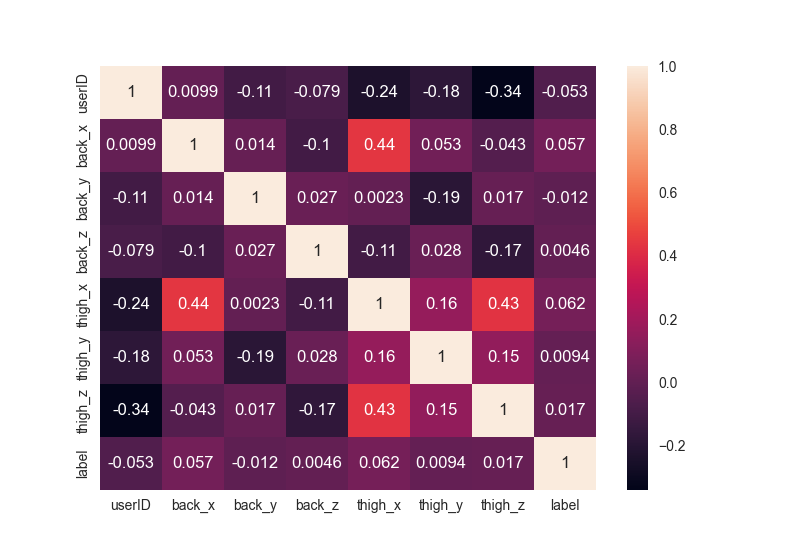 1.0
userID 1 0.0099 -0.11 -0.079 -0.24 -0.18 -0.34 -0.053
0.8
back_x 0.0099 1 0.014 -0.1 0.44 0.053 -0.043 0.057
back_y -0.11 0.014 1 0.027 0.0023 -0.19 0.017 -0.012
0.6
back_z -0.079 -0.1 0.027 1 -0.11 0.028 -0.17 0.0046
0.4
thigh_x -0.24 0.44 0.0023 -0.11 1 0.16 0.43 0.062
0.2
thigh_y -0.18 0.053 -0.19 0.028 0.16 1 0.15 0.0094
0.0
thigh_z -0.34 -0.043 0.017 -0.17 0.43 0.15 1 0.017
−0.2
label -0.053 0.057 -0.012 0.0046 0.062 0.0094 0.017 1
userID back_x back_y back_z thigh_x thigh_y thigh_z label